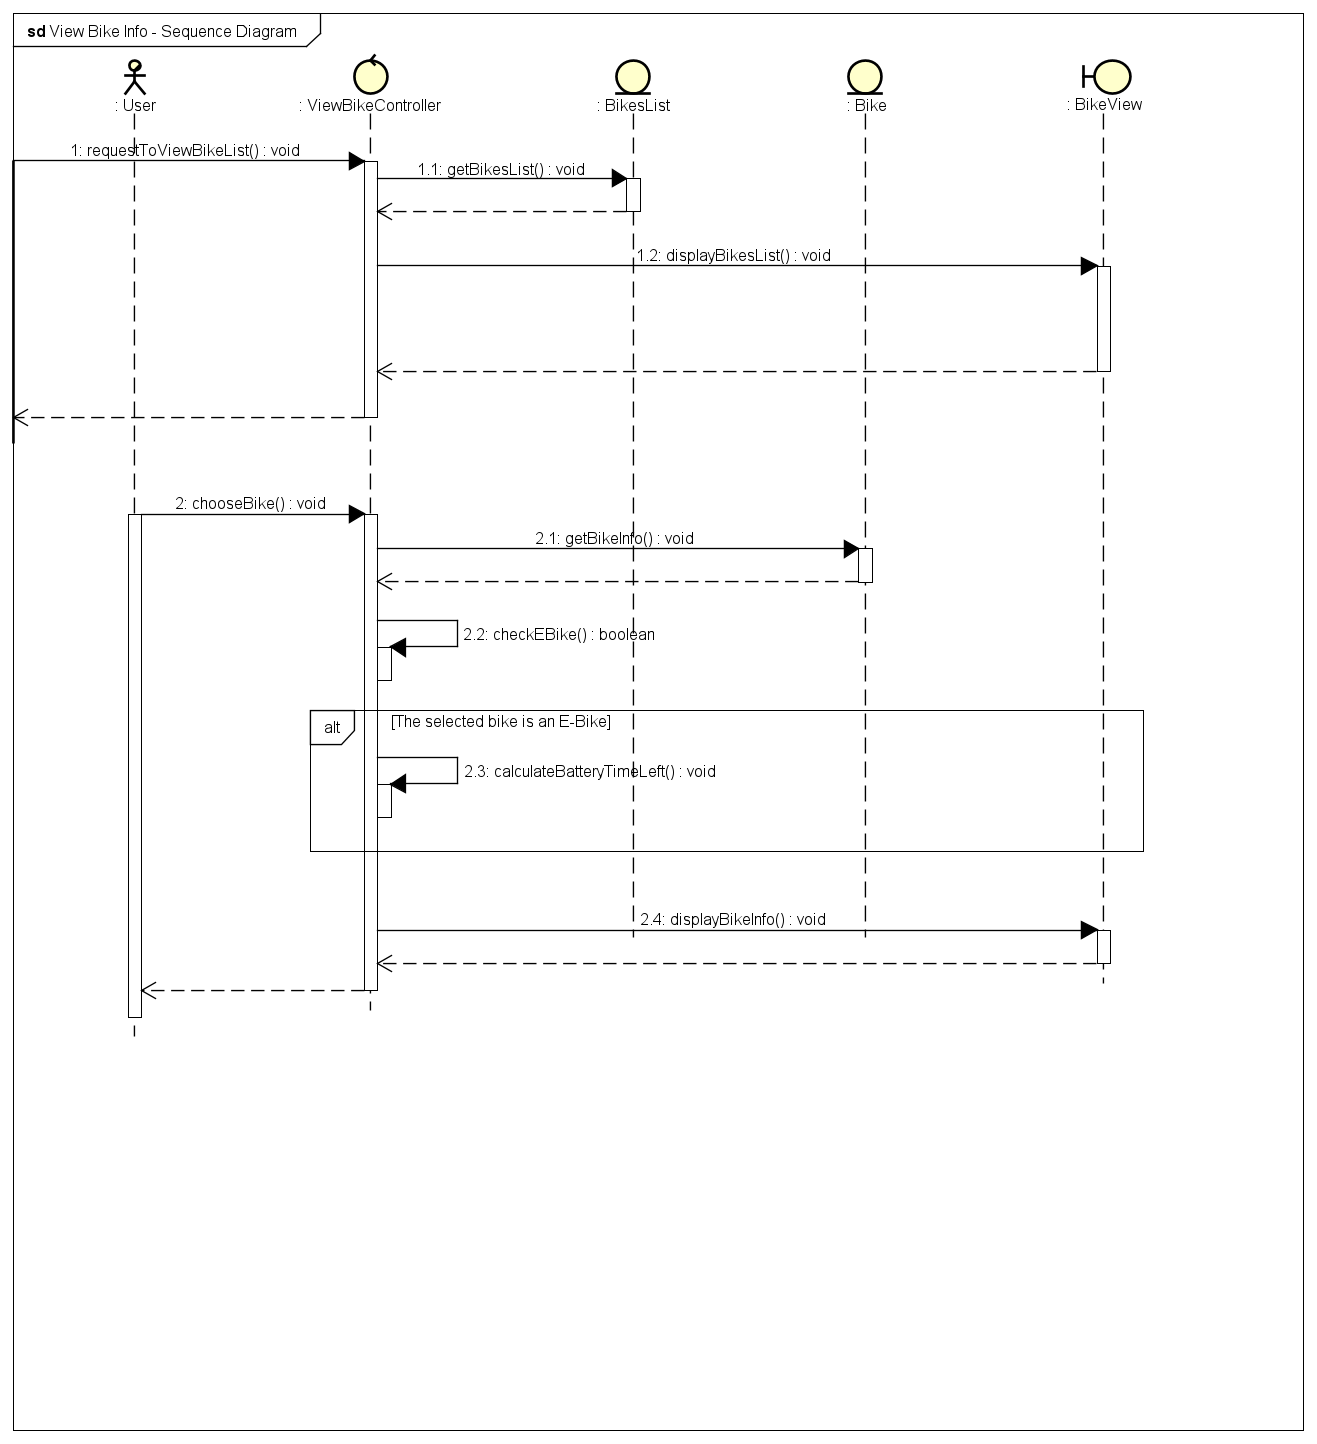 sd View Bike Info - Sequence Diagram
: User
: ViewBikeController
: BikesList
: Bike
: BikeView
1: requestToViewBikeList() : void
1.1: getBikesList() : void
1.2: displayBikesList() : void
2: chooseBike() : void
2.1: getBikeInfo() : void
2.2: checkEBike() : boolean
alt
[The selected bike is an E-Bike]
2.3: calculateBatteryTimeLeft() : void
2.4: displayBikeInfo() : void